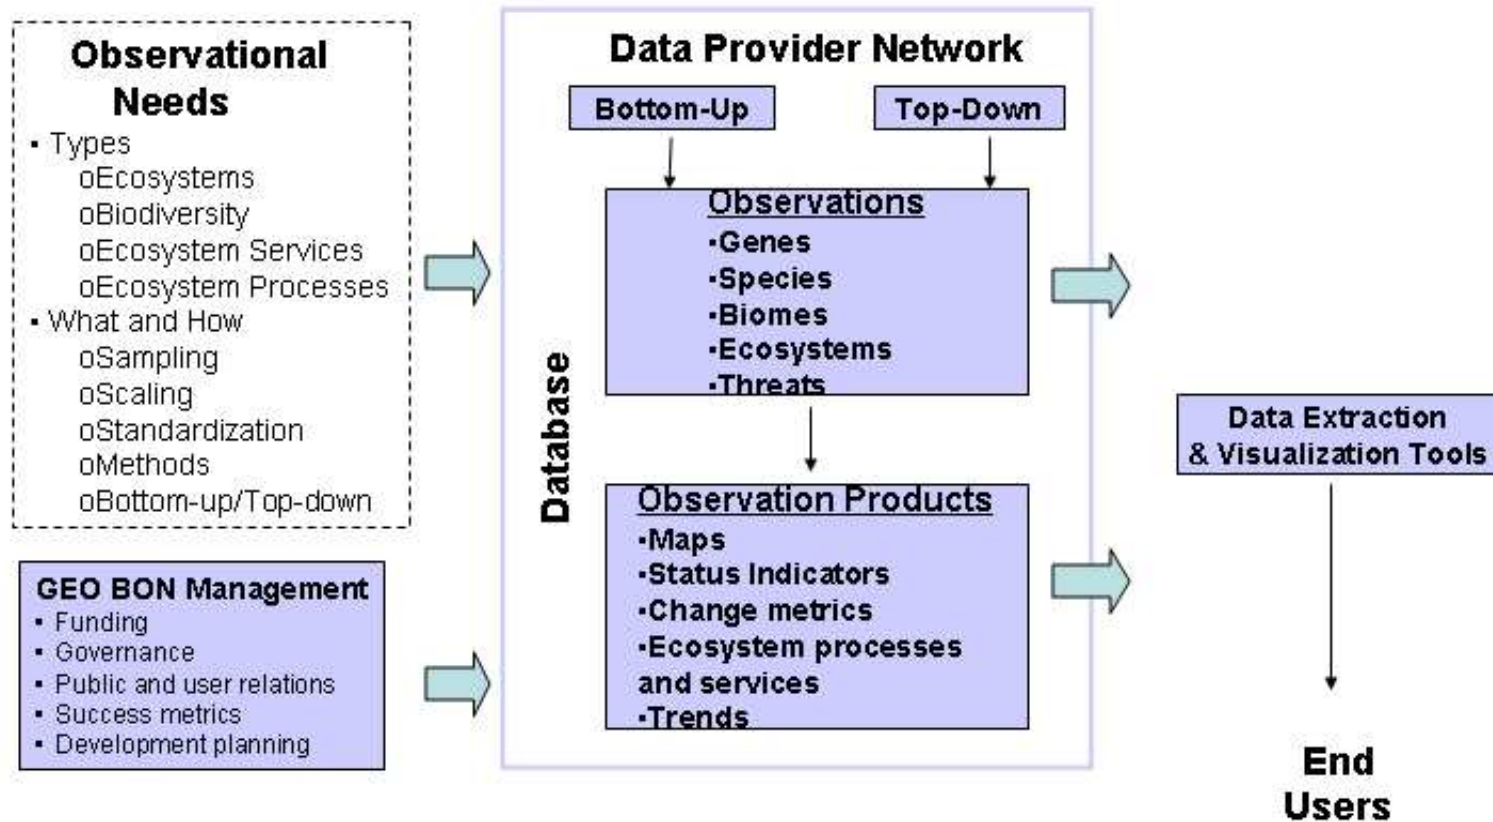 Observational
Needs
▪ Types
oEcosystems
oBiodiversity
oEcosystem Services
oEcosystem Processes
▪ What and How
oSampling
oScaling
oStandardization
oMethods
oBottom-up/Top-down
GEO BON Management
▪ Funding
▪ Governance
▪ Public and user relations
▪ Success metrics
▪ Development planning
Data Provider Network
Bottom-Up
Top-Down
Database
Observations
▪Genes
▪Species
▪Biomes
▪Ecosystems
▪Threats
Observation Products
▪Maps
▪Status Indicators
▪Change metrics
▪Ecosystem processes
and services
▪Trends
Data Extraction
& Visualization Tools
End
Users